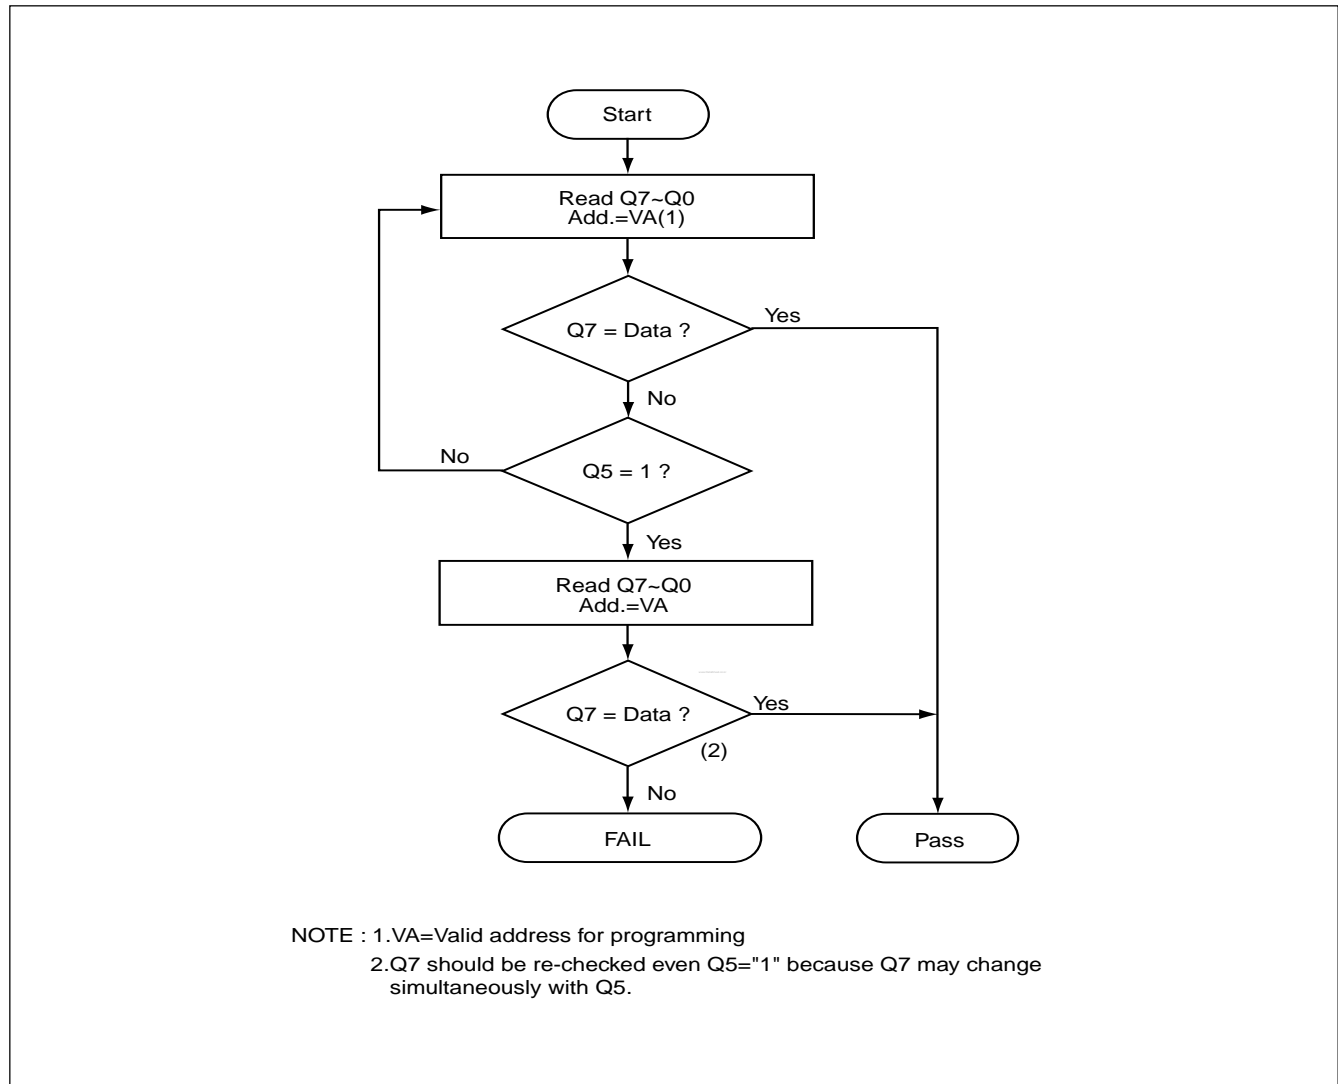 Start
Read Q7~Q0
Add.=VA(1)
Q7 = Data ?
Yes
No
No
Q5 = 1 ?
Yes
Read Q7~Q0
Add.=VA
Q7 = Data ?
Yes
(2)
No
FAIL
Pass
NOTE : 1.VA=Valid address for programming
2.Q7 should be re-checked even Q5="1" because Q7 may change
simultaneously with Q5.